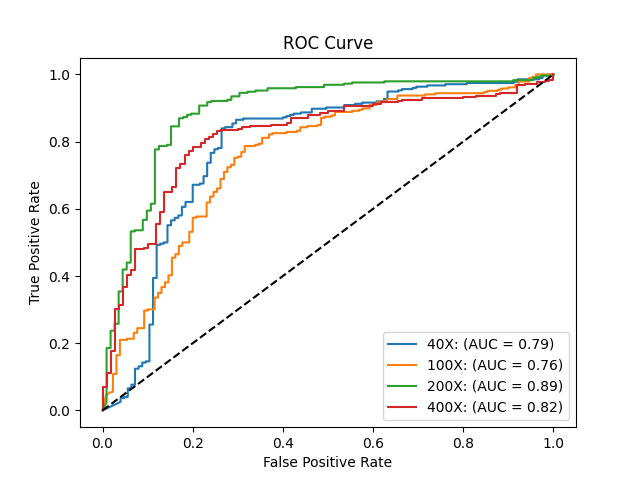 ROC Curve
True Positive Rate
1.0
0.8
0.6
0.4
0.2
0.0
0.0 0.2 0.4 0.6 0.8 1.0
False Positive Rate
40X: (AUC = 0.79)
100X: (AUC = 0.76)
200X: (AUC = 0.89)
400X: (AUC = 0.82)